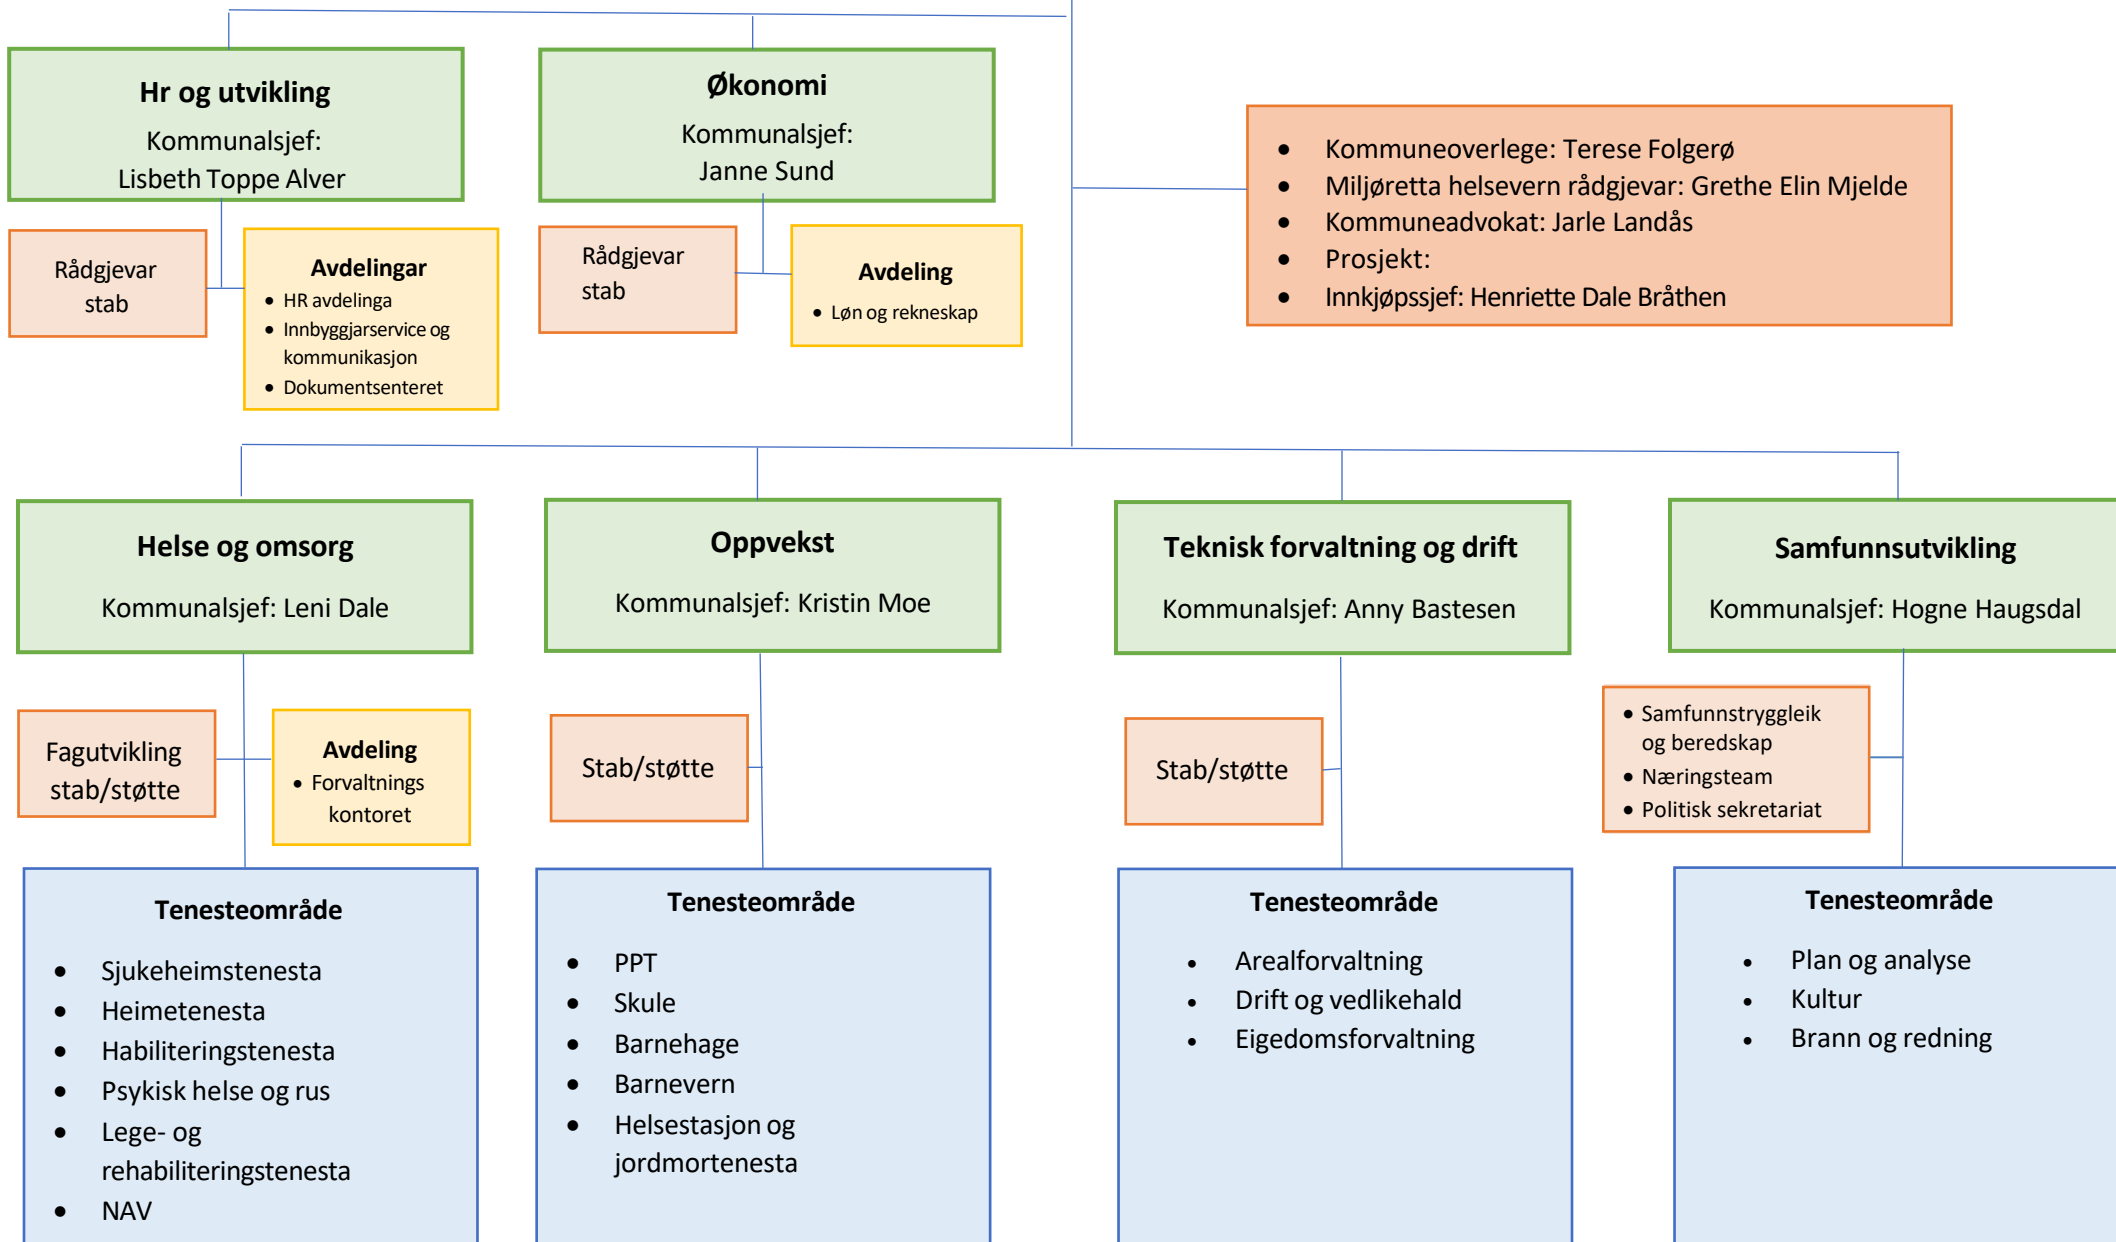 Hr og utvikling
Kommunalsjef:
Lisbeth Toppe Alver
Økonomi
Kommunalsjef:
Janne Sund
• Kommuneoverlege: Terese Folgerø
• Miljøretta helsevern rådgjevar: Grethe Elin Mjelde
• Kommuneadvokat: Jarle Landås
• Prosjekt:
• Innkjøpssjef: Henriette Dale Bråthen
Rådgjevar
stab
Avdelingar
• HR avdelinga
• Innbyggjarservice og
kommunikasjon
• Dokumentsenteret
Rådgjevar
stab
Avdeling
• Løn og rekneskap
Helse og omsorg
Kommunalsjef: Leni Dale
Oppvekst
Kommunalsjef: Kristin Moe
Teknisk forvaltning og drift
Kommunalsjef: Anny Bastesen
Samfunnsutvikling
Kommunalsjef: Hogne Haugsdal
Fagutvikling
stab/støtte
Avdeling
• Forvaltnings
kontoret
Stab/støtte
Stab/støtte
• Samfunnstryggleik
og beredskap
• Næringsteam
• Politisk sekretariat
Tenesteområde
• Sjukeheimstenesta
• Heimetenesta
• Habiliteringstenesta
• Psykisk helse og rus
• Lege- og
rehabiliteringstenesta
• NAV
Tenesteområde
• PPT
• Skule
• Barnehage
• Barnevern
• Helsestasjon og
jordmortenesta
Tenesteområde
• Arealforvaltning
• Drift og vedlikehald
• Eigedomsforvaltning
Tenesteområde
• Plan og analyse
• Kultur
• Brann og redning